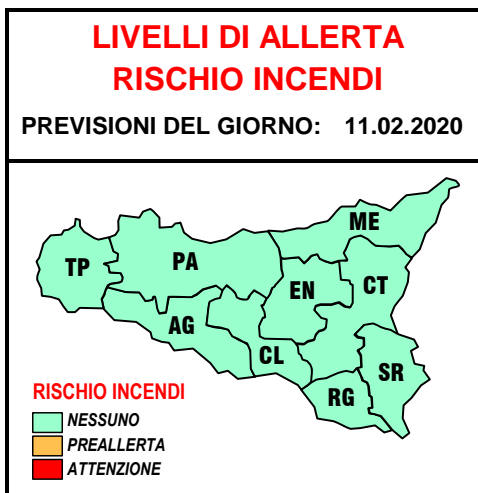 LIVELLI DI ALLERTA
RISCHIO INCENDI
PREVISIONI DEL GIORNO: 11.02.2020
ME
TP
PA
EN
CT
AG
CL
SR
RG
RISCHIO INCENDI
NESSUNO
PREALLERTA
ATTENZIONE